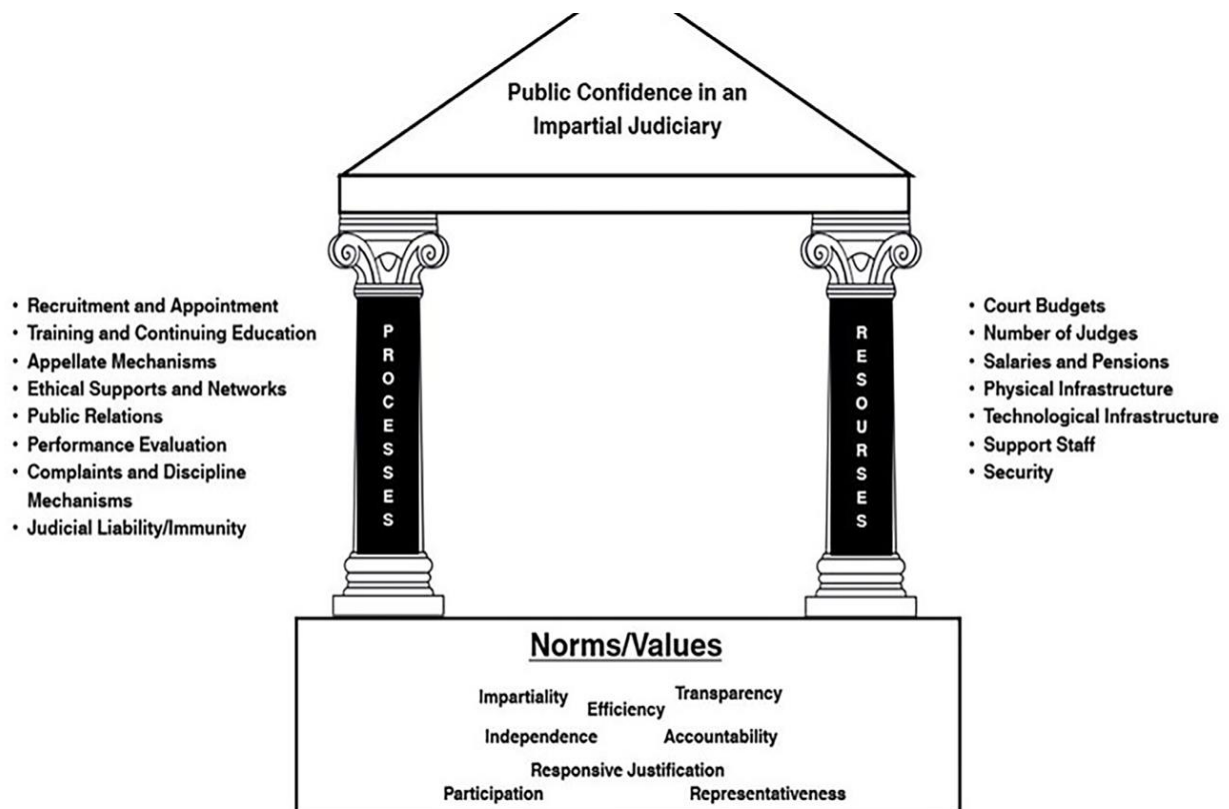 Public Confidence in an
Impartial Judiciary
• Recruitment and Appointment
• Training and Continuing Education
• Appellate Mechanisms
• Ethical Supports and Networks
• Public Relations
• Performance Evaluation
• Complaints and Discipline
Mechanisms
• Judicial Liability/Immunity
PROCESSES
RESOURSES
• Court Budgets
• Number of Judges
• Salaries and Pensions
• Physical Infrastructure
• Technological Infrastructure
• Support Staff
• Security
Norms/Values
Impartiality Efficiency Transparency
Independence Accountability
Responsive Justification
Participation Representativeness